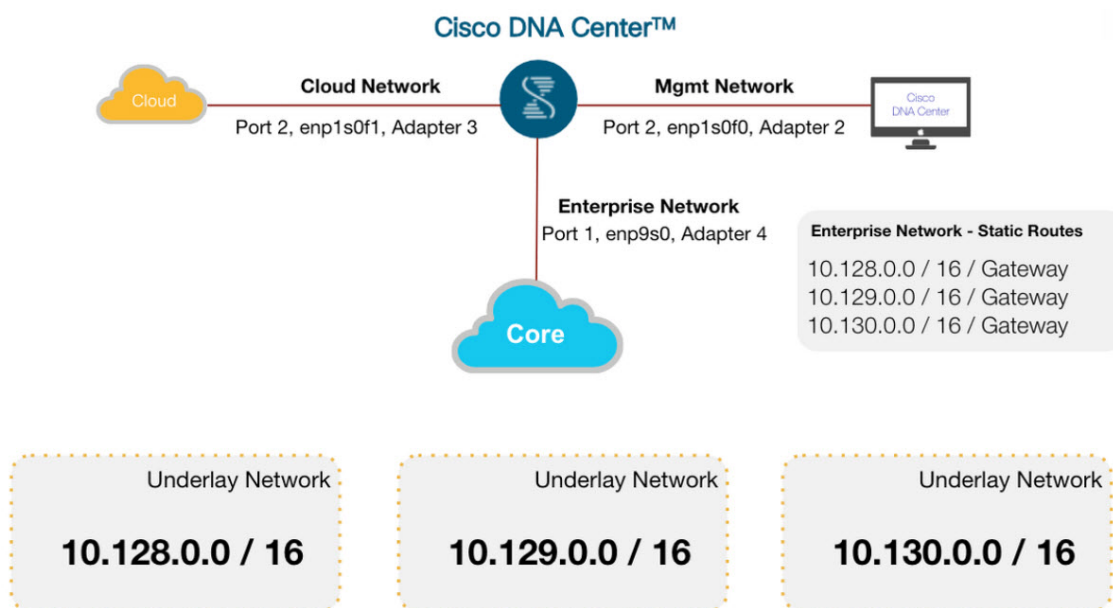 Cisco DNA Center™
Cloud
Cloud Network
Port 2, enp1s0f1, Adapter 3
Mgmt Network
Port 2, enp1s0f0, Adapter 2
Cisco
DNA Center
Enterprise Network
Port 1, enp9s0, Adapter 4
Core
Enterprise Network - Static Routes
10.128.0.0 / 16 / Gateway
10.129.0.0 / 16 / Gateway
10.130.0.0 / 16 / Gateway
Underlay Network
10.128.0.0 / 16
Underlay Network
10.129.0.0 / 16
Underlay Network
10.130.0.0 / 16